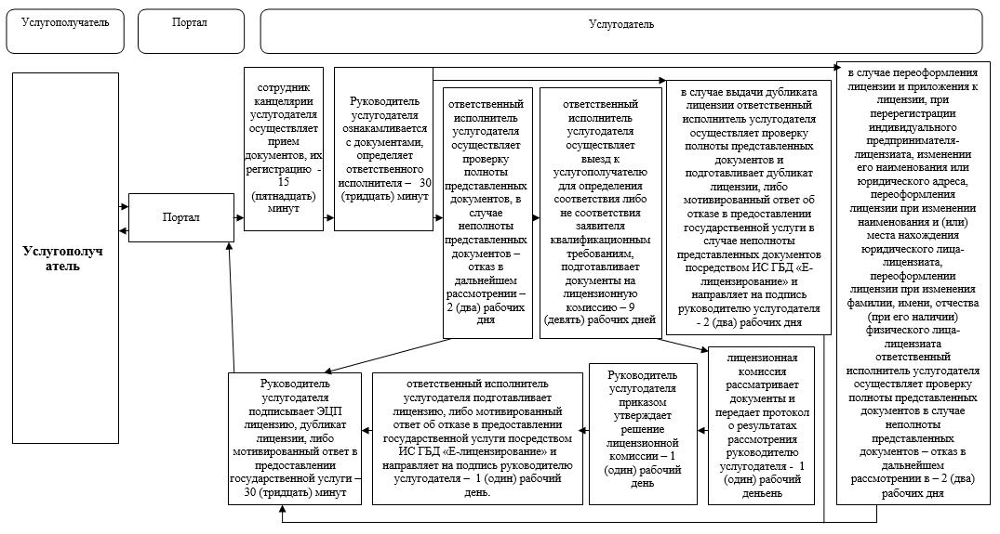 Услугополучатель
Портал
Услугодатель
Услугополуч
атель
Портал
сотрудник
канцелярии
услугодателя
осуществляет
прием
документов, их
регистрацию -
15
(пятнадцать)
минут
Руководитель
услугодателя
ознакамливается
с документами,
определяет
ответственного
исполнителя – 30
(тридцать) минут
ответственный
исполнитель
услугодателя
осуществляет
проверку
полноты
представленных
документов, в
случае
неполноты
представленных
документов –
отказ в
дальнейшем
рассмотрении –
2 (два) рабочих
дня
ответственный
исполнитель
услугодателя
осуществляет
выезд к
услугополучателю
для определения
соответствия либо
не соответствия
заявителя
квалификационным
требованиям,
подготавливает
документы на
лицензионную
комиссию – 9
(девять) рабочих дней
в случае выдачи дубликата
лицензии ответственный
исполнитель услугодателя
осуществляет проверку
полноты представленных
документов и
подготавливает дубликат
лицензии, либо
мотивированный ответ об
отказе в предоставлении
государственной услуги в
случае неполноты
представленных документов
посредством ИС ГБД «Е-
лицензирование» и
направляет на подпись
руководителю услугодателя
- 2 (два) рабочих дня
в случае переоформления
лицензии и приложения к
лицензии, при
перерегистрации
индивидуального
предпринимателя-
лицензиата, изменении
его наименования или
юридического адреса,
переоформления
лицензии при изменении
наименования и (или)
места нахождения
юридического лица-
лицензиата,
переоформлении
лицензии при изменения
фамилии, имени, отчества
(при его наличии)
физического лица-
лицензиата
ответственный
исполнитель услугодателя
осуществляет проверку
полноты представленных
документов в случае
неполноты
представленных
документов – отказ в
дальнейшем
рассмотрении в – 2 (два)
рабочих дня
Руководитель
услугодателя
подписывает ЭЦП
лицензию, дубликат
лицензии, либо
мотивированный ответ в
предоставлении
государственной услуги –
30 (тридцать) минут
ответственный исполнитель
услугодателя подготавливает
лицензию, либо мотивированный
ответ об отказе в предоставлении
государственной услуги посредством
ИС ГБД «Е-лицензирование» и
направляет на подпись руководителю
услугодателя – 1 (один) рабочий
день.
Руководитель
услугодателя
приказом
утверждает
решение
лицензионной
комиссии – 1
(один) рабочий
день
лицензионная
комиссия
рассматривает
документы и
передает протокол
о результатах
рассмотрения
руководителю
услугодателя - 1
(один) рабочий
деньень